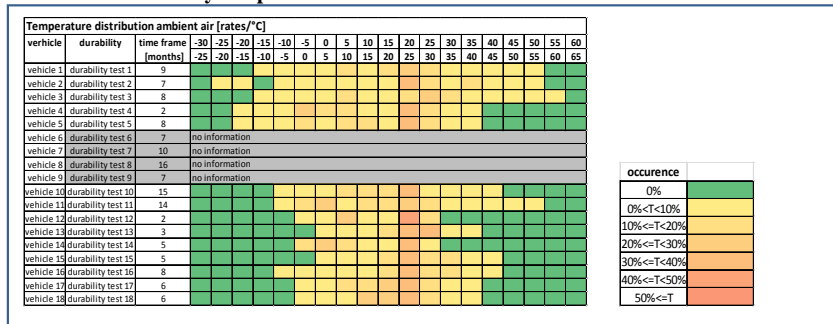 Temperature distribution ambient air [rates/°C]
verhicle durability time frame -30 -25 -20 -15 -10 -5 0 5 10 15 20 25 30 35 40 45 50 55 60
[months] -25 -20 -15 -10 -5 0 5 10 15 20 25 30 35 40 45 50 55 60 65
vehicle 1 durability test 1 9
vehicle 2 durability test 2 7
vehicle 3 durability test 3 8
vehicle 4 durability test 4 2
vehicle 5 durability test 5 8
vehicle 6 durability test 6 7 no information
vehicle 7 durability test 7 10 no information
vehicle 8 durability test 8 16 no information
vehicle 9 durability test 9 7 no information
vehicle 10 durability test 10 15
vehicle 11 durability test 11 14
vehicle 12 durability test 12 2
vehicle 13 durability test 13 3
vehicle 14 durability test 14 5
vehicle 15 durability test 15 5
vehicle 16 durability test 16 8
vehicle 17 durability test 17 6
vehicle 18 durability test 18 6
occurence
0%
0%<T<10%
10%<=T<20%
20%<=T<30%
30%<=T<40%
40%<=T<50%
50%<=T